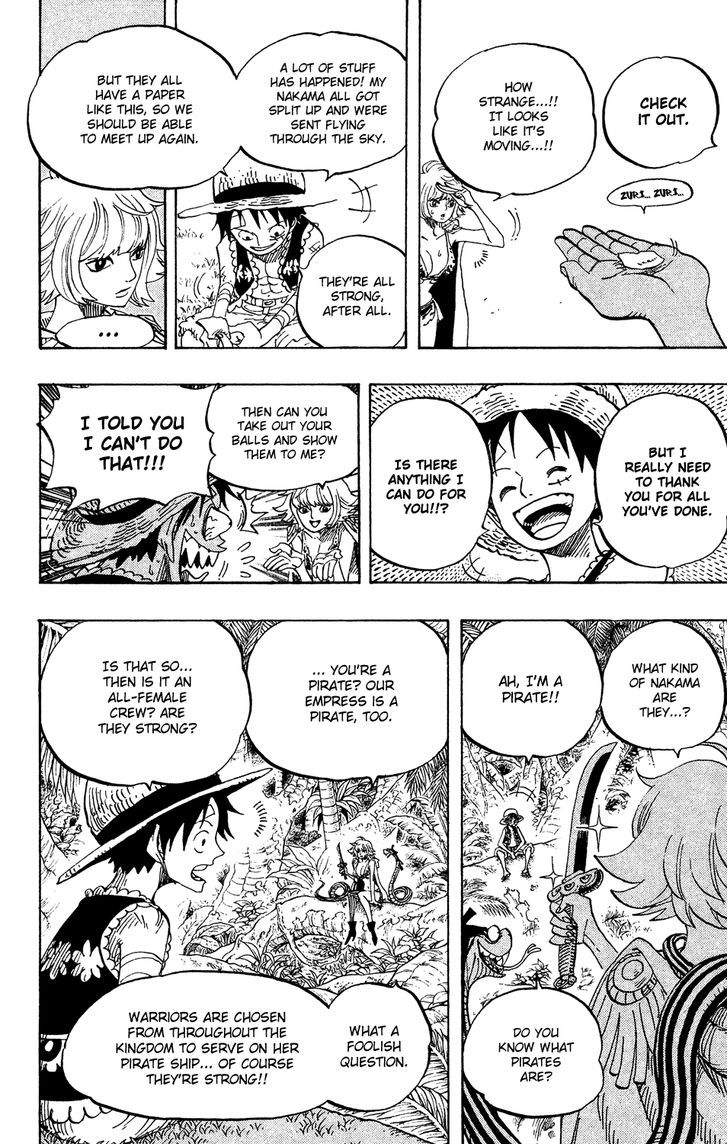 CHECK
IT OUT.
ZURI... ZURI...
HOW
STRANGE...!!
IT LOOKS
LIKE IT'S
MOVING...!!
A LOT OF STUFF
HAS HAPPENED! MY
NAKAMA ALL GOT
SPLIT UP AND WERE
SENT FLYING
THROUGH THE SKY.
BUT THEY ALL
HAVE A PAPER
LIKE THIS, SO WE
SHOULD BE ABLE
TO MEET UP AGAIN.
THEY'RE ALL
STRONG,
AFTER ALL.
...
BUT I
REALLY NEED
TO THANK
YOU FOR ALL
YOU'VE DONE.
IS THERE
ANYTHING I
CAN DO FOR
YOU!!?
THEN CAN YOU
TAKE OUT YOUR
BALLS AND SHOW
THEM TO ME?
I TOLD YOU
I CAN'T DO
THAT!!!
WHAT KIND
OF NAKAMA
ARE
THEY...?
AH, I'M A
PIRATE!!
DO YOU
KNOW WHAT
PIRATES
ARE?
... YOU'RE A
PIRATE? OUR
EMPRESS IS A
PIRATE, TOO.
IS THAT SO...
THEN IS IT AN
ALL-FEMALE
CREW? ARE
THEY STRONG?
WHAT A
FOOLISH
QUESTION.
WARRIORS ARE CHOSEN
FROM THROUGHOUT THE
KINGDOM TO SERVE ON HER
PIRATE SHIP... OF COURSE
THEY'RE STRONG!!